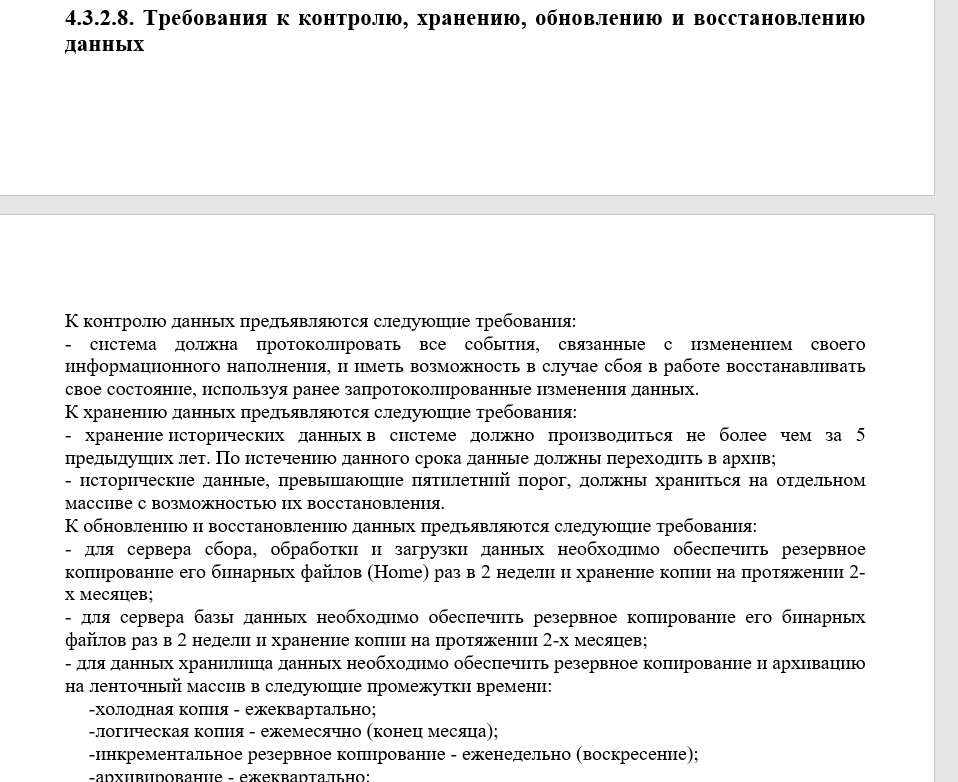 4.3.2.8. Требования к контролю, хранению, обновлению и восстановлению
данных
К контролю данных предъявляются следующие требования:
- система должна протоколировать все события, связанные с изменением своего
информационного наполнения, и иметь возможность в случае сбоя в работе восстанавливать
свое состояние, используя ранее запротоколированные изменения данных.
К хранению данных предъявляются следующие требования:
- хранение исторических данных в системе должно производиться не более чем за 5
предыдущих лет. По истечению данного срока данные должны переходить в архив;
- исторические данные, превышающие пятилетний порог, должны храниться на отдельном
массиве с возможностью их восстановления.
К обновлению и восстановлению данных предъявляются следующие требования:
- для сервера сбора, обработки и загрузки данных необходимо обеспечить резервное
копирование его бинарных файлов (Home) раз в 2 недели и хранение копии на протяжении 2-
х месяцев;
- для сервера базы данных необходимо обеспечить резервное копирование его бинарных
файлов раз в 2 недели и хранение копии на протяжении 2-х месяцев;
- для данных хранилища данных необходимо обеспечить резервное копирование и архивацию
на ленточный массив в следующие промежутки времени:
-холодная копия - ежеквартально;
-логическая копия - ежемесячно (конец месяца);
-инкрементальное резервное копирование - еженедельно (воскресение);
-архивирование - ежеквартально;